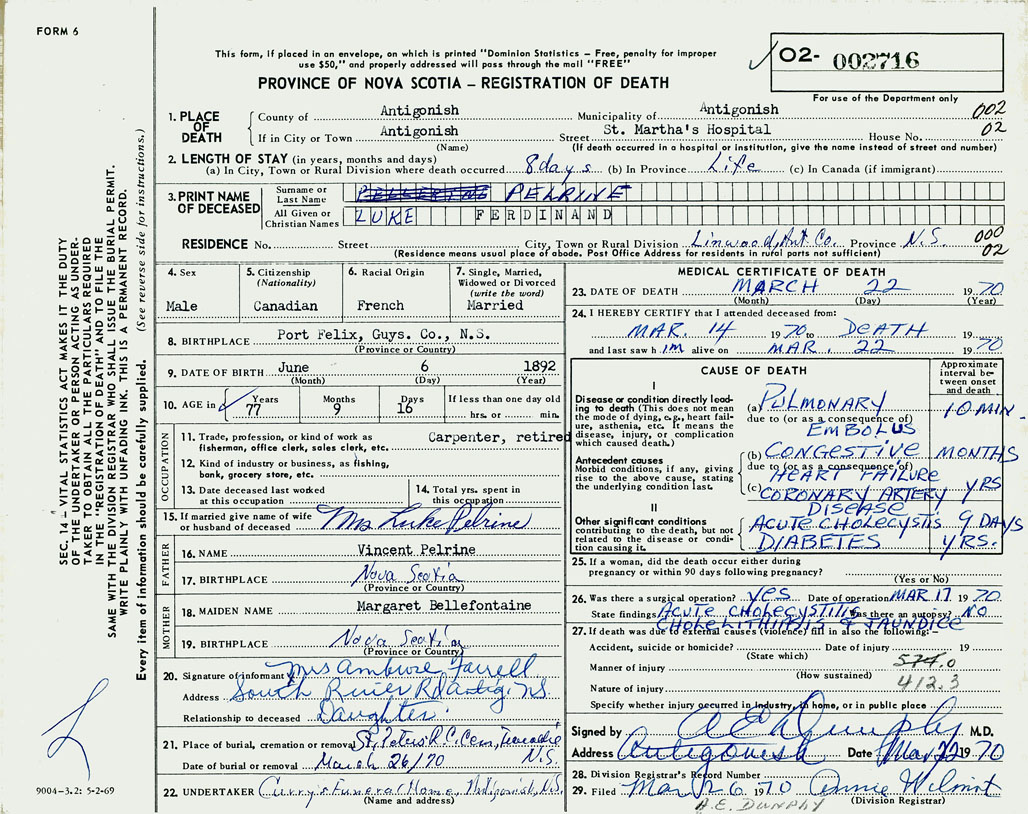 FORM 6
This form, if placed in an envelope, on which is printed "Dominion Statistics – Free, penalty for improper
use $50," and properly addressed will pass through the mail "FREE"
PROVINCE OF NOVA SCOTIA – REGISTRATION OF DEATH
O2- 002716
For use of the Department only
SEC. 14 – VITAL STATISTICS ACT MAKES IT THE DUTY
OF THE UNDERTAKER OR PERSON ACTING AS UNDER-
TAKER TO OBTAIN ALL THE PARTICULARS REQUIRED
IN THE "REGISTRATION OF DEATH" AND TO FILE THE
SAME WITH THE DIVISION REGISTRAR WHO SHALL ISSUE THE BURIAL PERMIT.
WRITE PLAINLY WITH UNFADING INK. THIS IS A PERMANENT RECORD.
Every item of information should be carefully supplied. (See reverse side for instructions.)
1. PLACE OF DEATH
County of Antigonish Municipality of Antigonish 002
If in City or Town Antigonish Street St. Martha's Hospital House No. 02
(Name) (If death occurred in a hospital or institution, give the name instead of street and number)
2. LENGTH OF STAY (in years, months and days)
(a) In City, Town or Rural Division where death occurred 8 days (b) In Province Life (c) In Canada (if immigrant)
3. PRINT NAME OF DECEASED
Surname or Last Name PELRINE
All Given or Christian Names LUKE FERDINAND
RESIDENCE No. Street City, Town or Rural Division Linwood, Ant. Co. Province N.S. 000 02
(Residence means usual place of abode. Post Office Address for residents in rural parts not sufficient)
4. Sex
Male
5. Citizenship (Nationality)
Canadian
6. Racial Origin
French
7. Single, Married, Widowed or Divorced (write the word)
Married
8. BIRTHPLACE Port Felix, Guys. Co., N.S.
(Province or Country)
9. DATE OF BIRTH June 6 1892
(Month) (Day) (Year)
10. AGE in Years Months Days If less than one day old
77 9 16 hrs. or min.
OCCUPATION
11. Trade, profession, or kind of work as Carpenter, retired
fisherman, office clerk, sales clerk, etc.
12. Kind of industry or business, as fishing,
bank, grocery store, etc.
13. Date deceased last worked at this occupation
14. Total yrs. spent in this occupation
15. If married give name of wife or husband of deceased Mrs Luke Pelrine
FATHER
16. NAME Vincent Pelrine
17. BIRTHPLACE Nova Scotia
(Province or Country)
MOTHER
18. MAIDEN NAME Margaret Bellefontaine
19. BIRTHPLACE Nova Scotia
(Province or Country)
20. Signature of informant Mrs Ambrose Farrell
Address South River Rd Antig. N.S.
Relationship to deceased Daughter.
21. Place of burial, cremation or removal St. Peters R.C. Cem, Tracadie N.S.
Date of burial or removal March 26/70
22. UNDERTAKER Curry's Funeral Home, Antigonish, N.S.
(Name and address)
9004–3.2: 5-2-69
MEDICAL CERTIFICATE OF DEATH
23. DATE OF DEATH MARCH 22 1970
(Month) (Day) (Year)
24. I HEREBY CERTIFY that I attended deceased from:
MAR. 14 1970 to DEATH 19
and last saw him alive on MAR. 22 1970
CAUSE OF DEATH
Approximate interval between onset and death
I
Disease or condition directly leading to death (This does not mean the mode of dying, e.g., heart failure, asthenia, etc. It means the disease, injury, or complication which caused death.)
(a) PULMONARY 10 MIN-
due to (or as a consequence of)
EMBOLUS
Antecedent causes
Morbid conditions, if any, giving rise to the above cause, stating the underlying condition last.
(b) CONGESTIVE MONTHS
due to (or as a consequence of)
HEART FAILURE
(c) CORONARY ARTERY YRS
DISEASE
II
Other significant conditions contributing to the death, but not related to the disease or condition causing it.
ACUTE CHOLECYSTIS 9 DAYS
DIABETES YRS.
25. If a woman, did the death occur either during
pregnancy or within 90 days following pregnancy?
(Yes or No)
26. Was there a surgical operation? YES Date of operation MAR 17 1970
State findings ACUTE CHOLECYSTITIS Was there an autopsy? NO
CHOLELITHIASIS & JAUNDICE
27. If death was due to external causes (violence) fill in also the following:–
Accident, suicide or homicide? Date of injury 19
(State which)
Manner of injury 574.0
(How sustained)
412.3
Nature of injury
Specify whether injury occurred in industry, in home, or in public place
Signed by A E Dunphy M.D.
Address Antigonish Date Mar 22 1970
28. Division Registrar's Record Number
29. Filed Mar 26 1970 Annie Wilmot
(Division Registrar)
A.E. DUNPHY